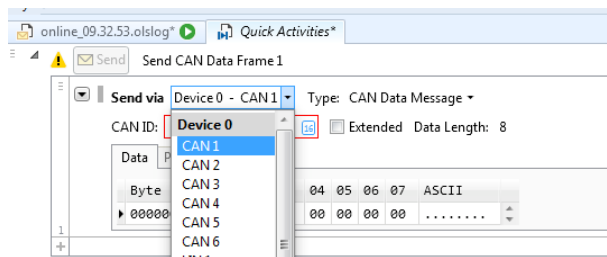 online_09.32.53.olslog* Quick Activities*
Send Send CAN Data Frame 1
Send via Device 0 - CAN 1 Type: CAN Data Message
CAN ID: 16 Extended Data Length: 8
Device 0
CAN 1
CAN 2
CAN 3
CAN 4
CAN 5
CAN 6
Data
Byte 04 05 06 07 ASCII
00 00 00 00 ........
1